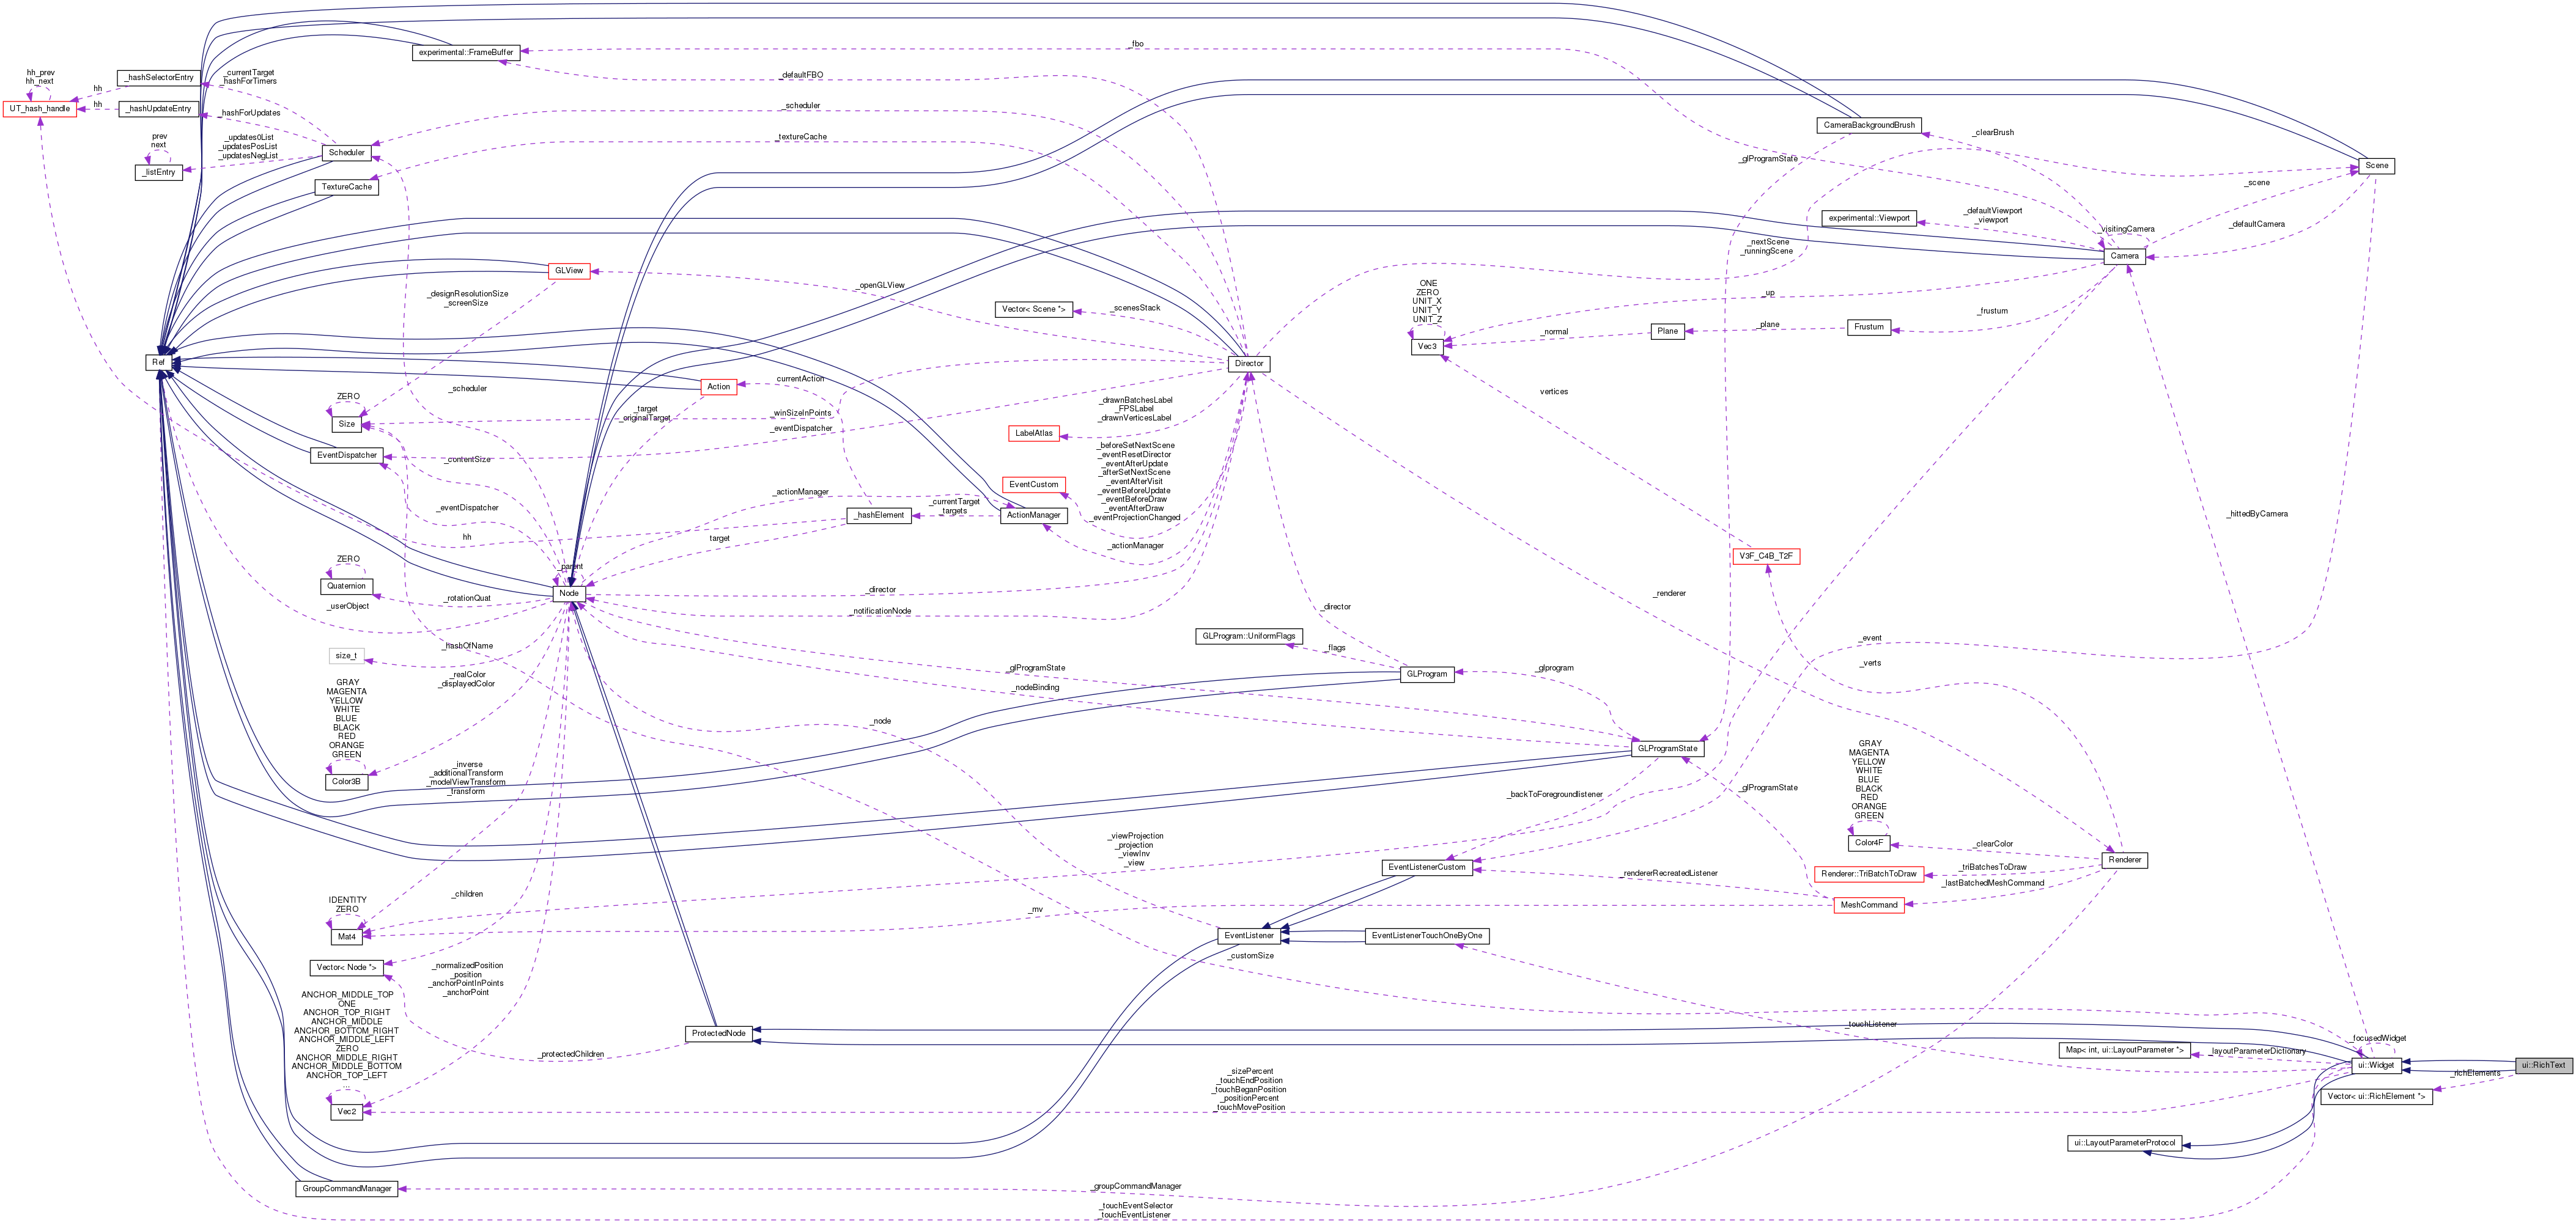 _fbo
experimental::FrameBuffer
hh_prev
hh_next
_hashSelectorEntry
_currentTarget
_hashForTimers
_defaultFBO
hh
UT_hash_handle
hh
_hashUpdateEntry
_hashForUpdates
_scheduler
CameraBackgroundBrush
_clearBrush
prev
next
_updates0List
_updatesPosList
_updatesNegList
Scheduler
_textureCache
_glProgramState
Scene
_listEntry
TextureCache
_scene
experimental::Viewport
_defaultViewport
_viewport
_defaultCamera
_visitingCamera
_nextScene
_runningScene
Camera
GLView
_openGLView
_designResolutionSize
_screenSize
ONE
ZERO
UNIT_X
UNIT_Y
UNIT_Z
_up
Vector< Scene *>
_scenesStack
_frustum
_normal
Plane
_plane
Frustum
Vec3
Ref
Director
_scheduler
Action
currentAction
vertices
ZERO
Size
_target
_originalTarget
_winSizeInPoints
_drawnBatchesLabel
_FPSLabel
_drawnVerticesLabel
_eventDispatcher
LabelAtlas
EventDispatcher
_contentSize
_beforeSetNextScene
_eventResetDirector
_eventAfterUpdate
_afterSetNextScene
_eventAfterVisit
_eventBeforeUpdate
_eventBeforeDraw
_eventAfterDraw
_eventProjectionChanged
EventCustom
_actionManager
_currentTarget
_targets
_eventDispatcher
_hashElement
ActionManager
_hittedByCamera
hh
target
_actionManager
V3F_C4B_T2F
ZERO
_parent
Quaternion
_rotationQuat
Node
_director
_renderer
_userObject
_notificationNode
_director
GLProgram::UniformFlags
_event
_hashOfName
_flags
size_t
_glProgramState
_glprogram
_verts
_realColor
_displayedColor
GLProgram
GRAY
MAGENTA
YELLOW
WHITE
BLUE
BLACK
RED
ORANGE
GREEN
_nodeBinding
_node
GLProgramState
GRAY
MAGENTA
YELLOW
WHITE
BLUE
BLACK
RED
ORANGE
GREEN
_inverse
_additionalTransform
_modelViewTransform
_transform
Color3B
_glProgramState
_backToForegroundlistener
_viewProjection
_projection
_viewInv
_view
Color4F
_clearColor
Renderer
EventListenerCustom
_rendererRecreatedListener
Renderer::TriBatchToDraw
_triBatchesToDraw
_lastBatchedMeshCommand
_children
IDENTITY
ZERO
_mv
MeshCommand
Mat4
EventListener
EventListenerTouchOneByOne
Vector< Node *>
_normalizedPosition
_position
_anchorPointInPoints
_anchorPoint
_customSize
ANCHOR_MIDDLE_TOP
ONE
ANCHOR_TOP_RIGHT
ANCHOR_MIDDLE
ANCHOR_BOTTOM_RIGHT
ANCHOR_MIDDLE_LEFT
ZERO
ANCHOR_MIDDLE_RIGHT
ANCHOR_MIDDLE_BOTTOM
ANCHOR_TOP_LEFT
...
ProtectedNode
_touchListener
_focusedWidget
_protectedChildren
Map< int, ui::LayoutParameter *>
_layoutParameterDictionary
ui::Widget
ui::RichText
_sizePercent
_touchEndPosition
_touchBeganPosition
_positionPercent
_touchMovePosition
_richElements
Vector< ui::RichElement *>
Vec2
ui::LayoutParameterProtocol
GroupCommandManager
_groupCommandManager
_touchEventSelector
_touchEventListener